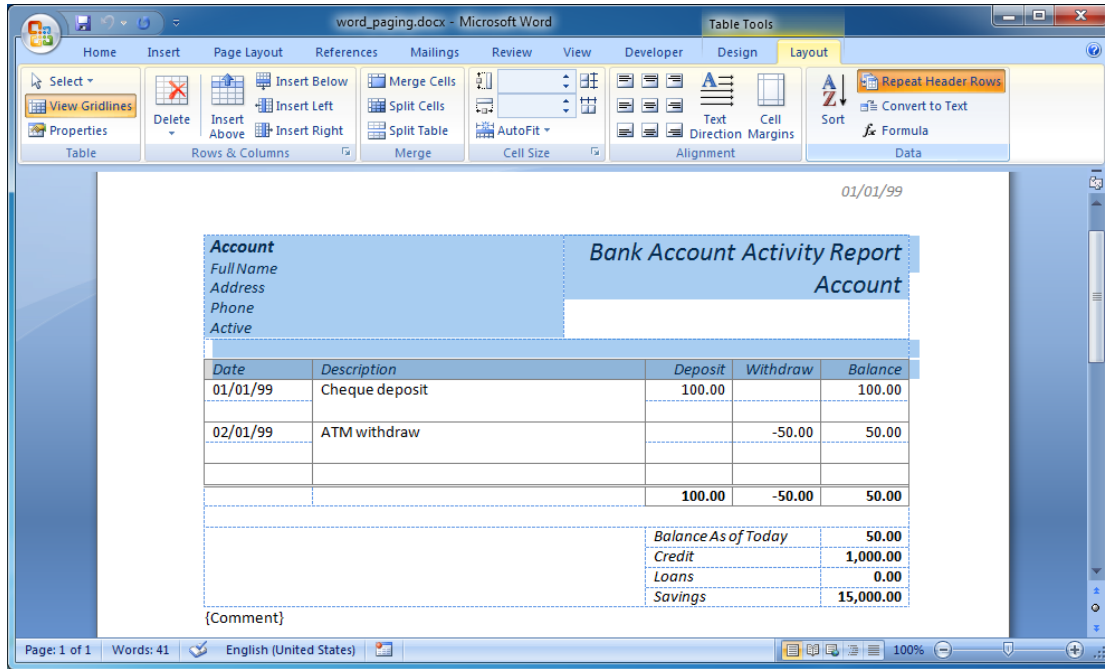 word_paging.docx - Microsoft Word
Table Tools
Home Insert Page Layout References Mailings Review View Developer Design Layout
Select
View Gridlines
Properties
Table
Delete
Insert Above
Insert Below
Insert Left
Insert Right
Rows & Columns
Merge Cells
Split Cells
Split Table
Merge
AutoFit
Cell Size
Text Direction
Cell Margins
Alignment
Sort
Repeat Header Rows
Convert to Text
Formula
Data
01/01/99
Account
Full Name
Address
Phone
Active
Bank Account Activity Report
Account
Date Description Deposit Withdraw Balance
01/01/99 Cheque deposit 100.00 100.00
02/01/99 ATM withdraw -50.00 50.00
100.00 -50.00 50.00
Balance As of Today 50.00
Credit 1,000.00
Loans 0.00
Savings 15,000.00
{Comment}
Page: 1 of 1 Words: 41 English (United States) 100%